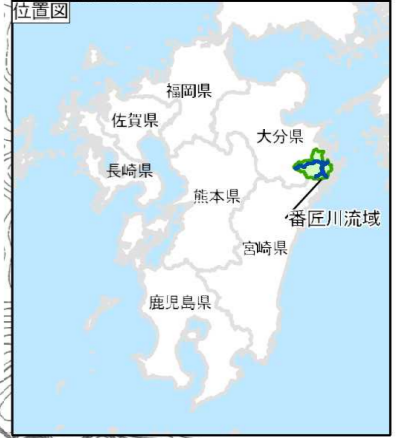 位置図
福岡県
佐賀県
大分県
長崎県
熊本県
番匠川流域
宮崎県
鹿児島県